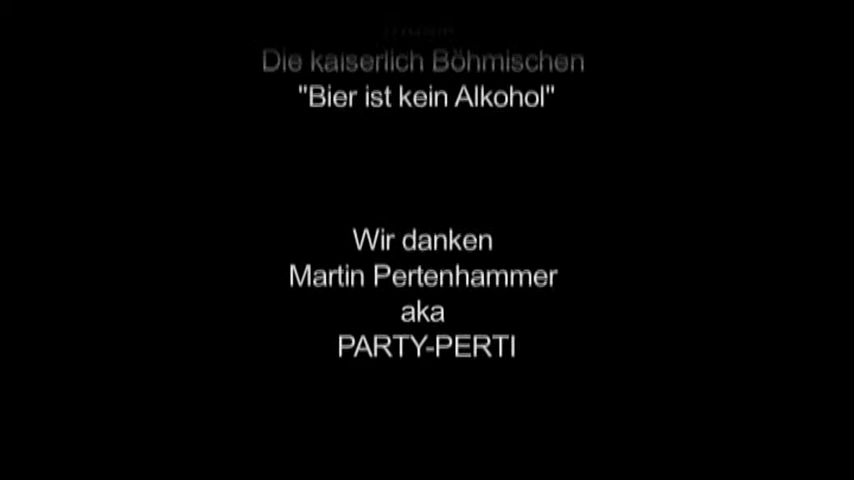 Die kaiserlich Böhmischen
"Bier ist kein Alkohol"
Wir danken
Martin Pertenhammer
aka
PARTY-PERTI